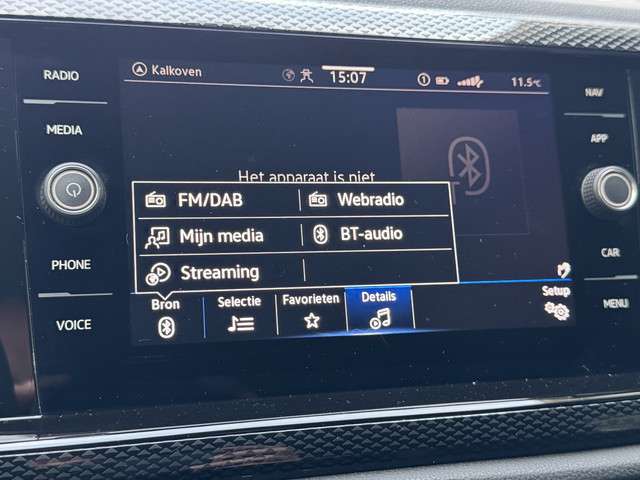 RADIO
MEDIA
PHONE
VOICE
Kalkoven
15:07
1
11.5°C
Het apparaat is niet
FM/DAB
Webradio
Mijn media
BT-audio
Streaming
Bron
Selectie
Favorieten
Details
Setup
NAV
APP
CAR
MENU